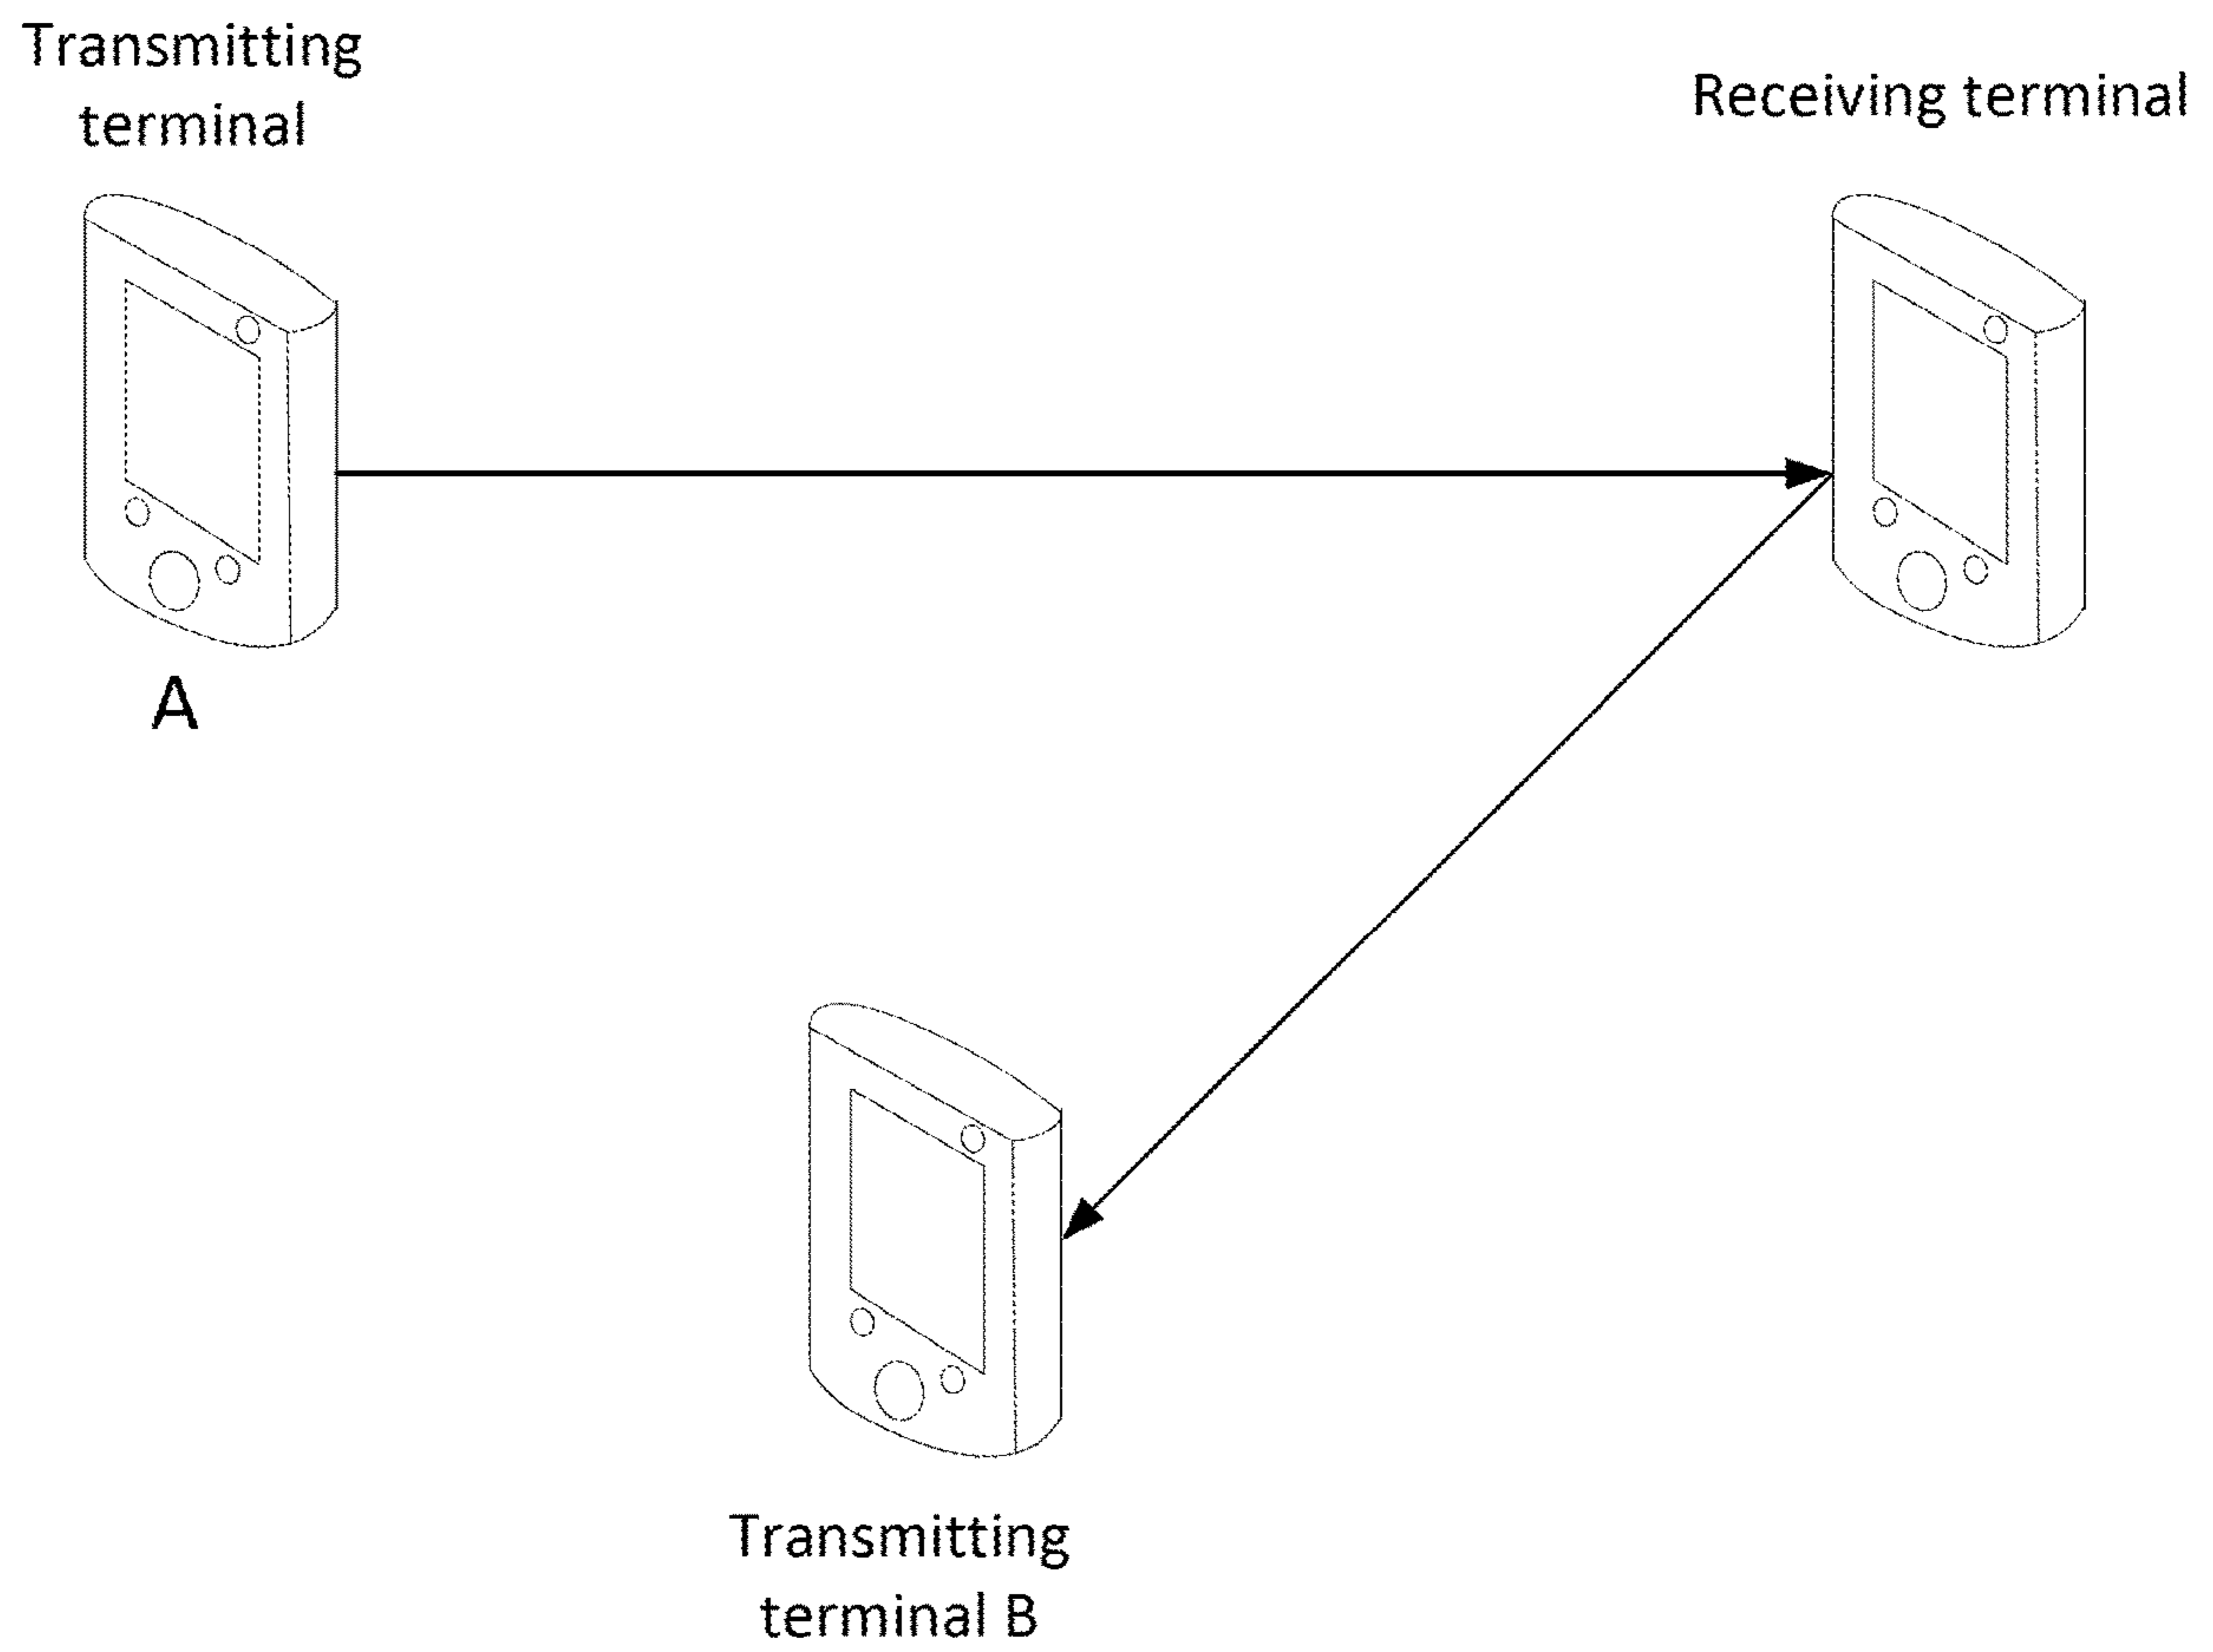 Transmitting
terminal
A
Receiving terminal
Transmitting
terminal B